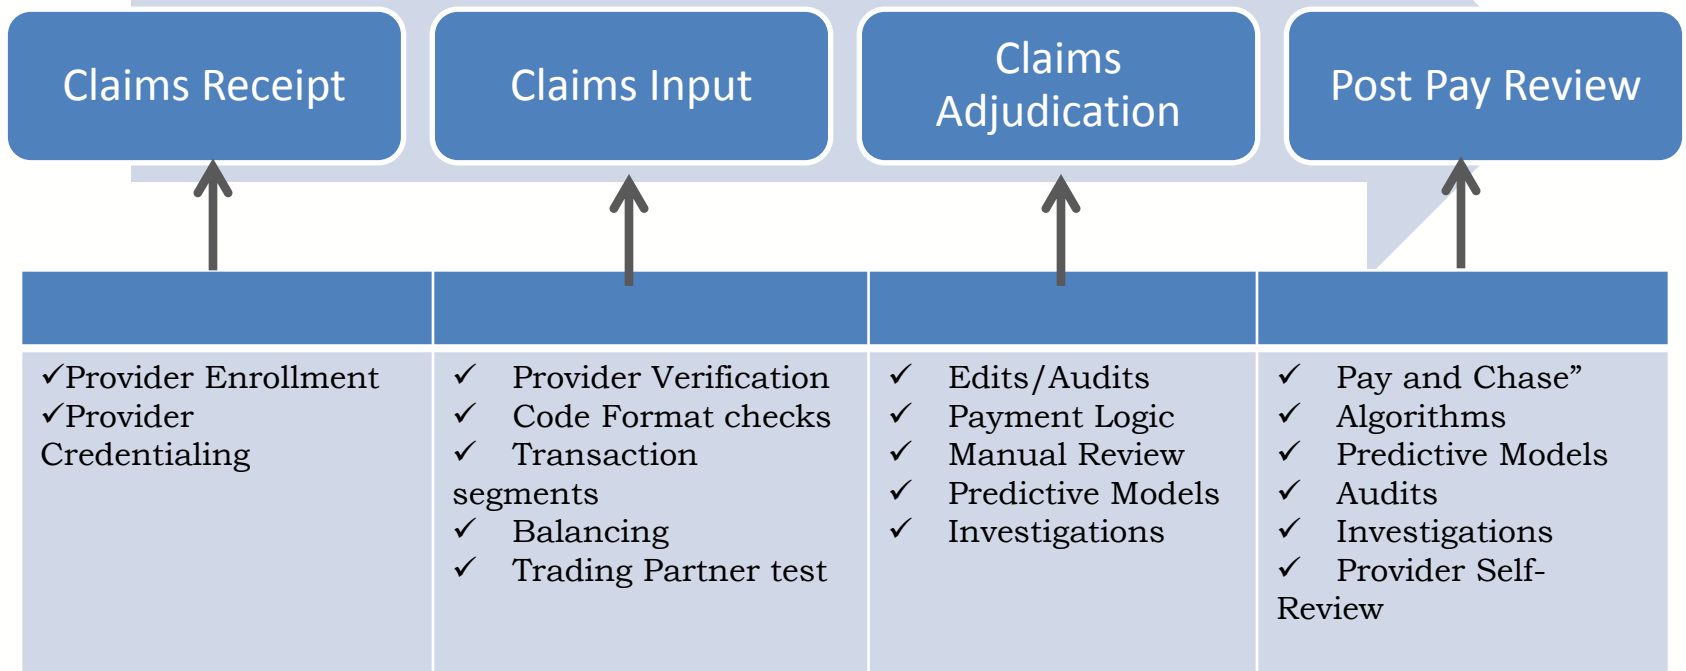 Claims Receipt
Claims Input
Claims
Adjudication
Post Pay Review
✓Provider Enrollment
✓Provider
Credentialing
✓ Provider Verification
✓ Code Format checks
✓ Transaction
segments
✓ Balancing
✓ Trading Partner test
✓ Edits/Audits
✓ Payment Logic
✓ Manual Review
✓ Predictive Models
✓ Investigations
✓ Pay and Chase”
✓ Algorithms
✓ Predictive Models
✓ Audits
✓ Investigations
✓ Provider Self-
Review